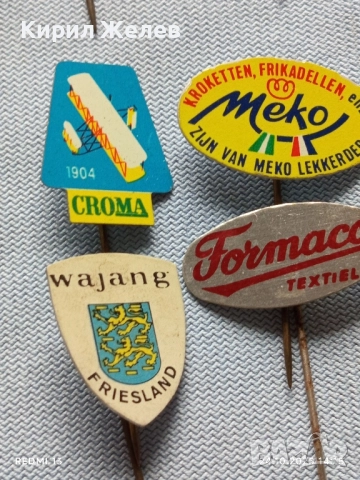 Кирил Желев
1904
CROMA
KROKETTEN, FRIKADELLEN, en
Meko
ZIJN VAN MEKO LEKKERDER
wajang
FRIESLAND
Formaco
TEXTIEL
REDMI 13